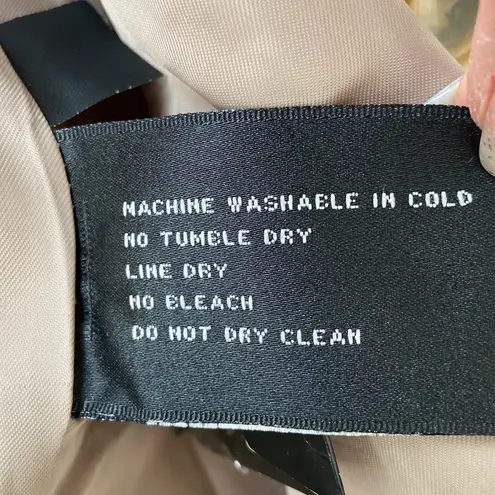 MACHINE WASHABLE IN COLD
NO TUMBLE DRY
LINE DRY
NO BLEACH
DO NOT DRY CLEAN